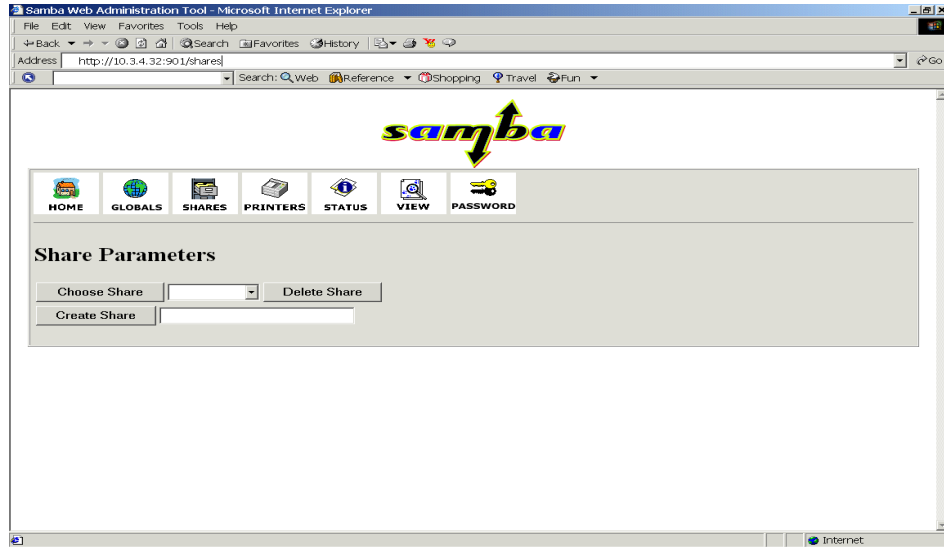 Samba Web Administration Tool - Microsoft Internet Explorer
File Edit View Favorites Tools Help
Back Search Favorites History
Address http://10.3.4.32:901/shares Go
Search: Web Reference Shopping Travel Fun
samba
HOME GLOBALS SHARES PRINTERS STATUS VIEW PASSWORD
Share Parameters
Choose Share Delete Share
Create Share
Internet